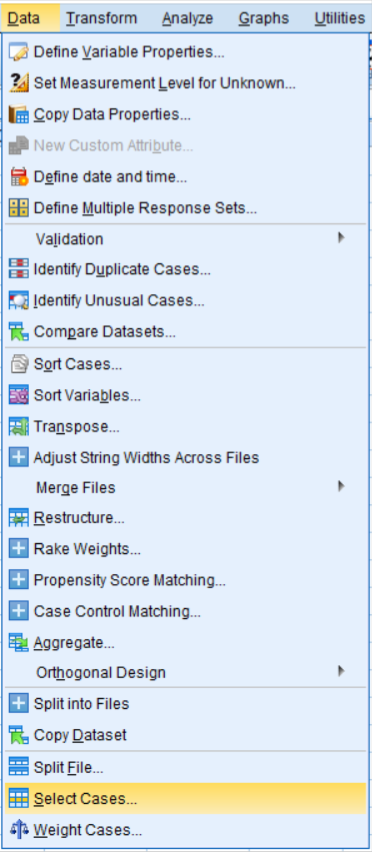 Data Transform Analyze Graphs Utilities
Define Variable Properties...
Set Measurement Level for Unknown...
Copy Data Properties...
New Custom Attribute...
Define date and time...
Define Multiple Response Sets...
Validation
Identify Duplicate Cases...
Identify Unusual Cases...
Compare Datasets...
Sort Cases...
Sort Variables...
Transpose...
Adjust String Widths Across Files
Merge Files
Restructure...
Rake Weights...
Propensity Score Matching...
Case Control Matching...
Aggregate...
Orthogonal Design
Split into Files
Copy Dataset
Split File...
Select Cases...
Weight Cases...